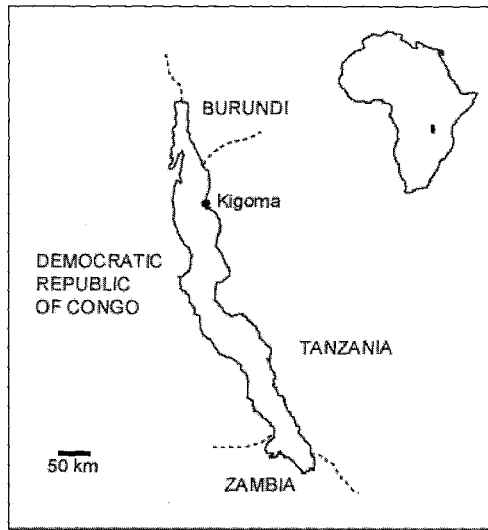 BURUNDI
Kigoma
DEMOCRATIC
REPUBLIC
OF CONGO
TANZANIA
50 km
ZAMBIA